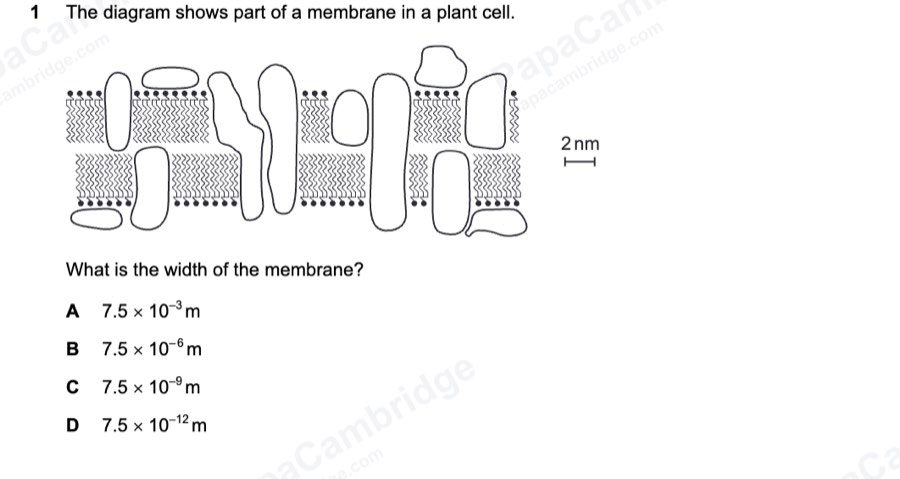 1 The diagram shows part of a membrane in a plant cell.
2 nm
What is the width of the membrane?
A 7.5 × 10⁻³ m
B 7.5 × 10⁻⁶ m
C 7.5 × 10⁻⁹ m
D 7.5 × 10⁻¹² m
PapaCambridge